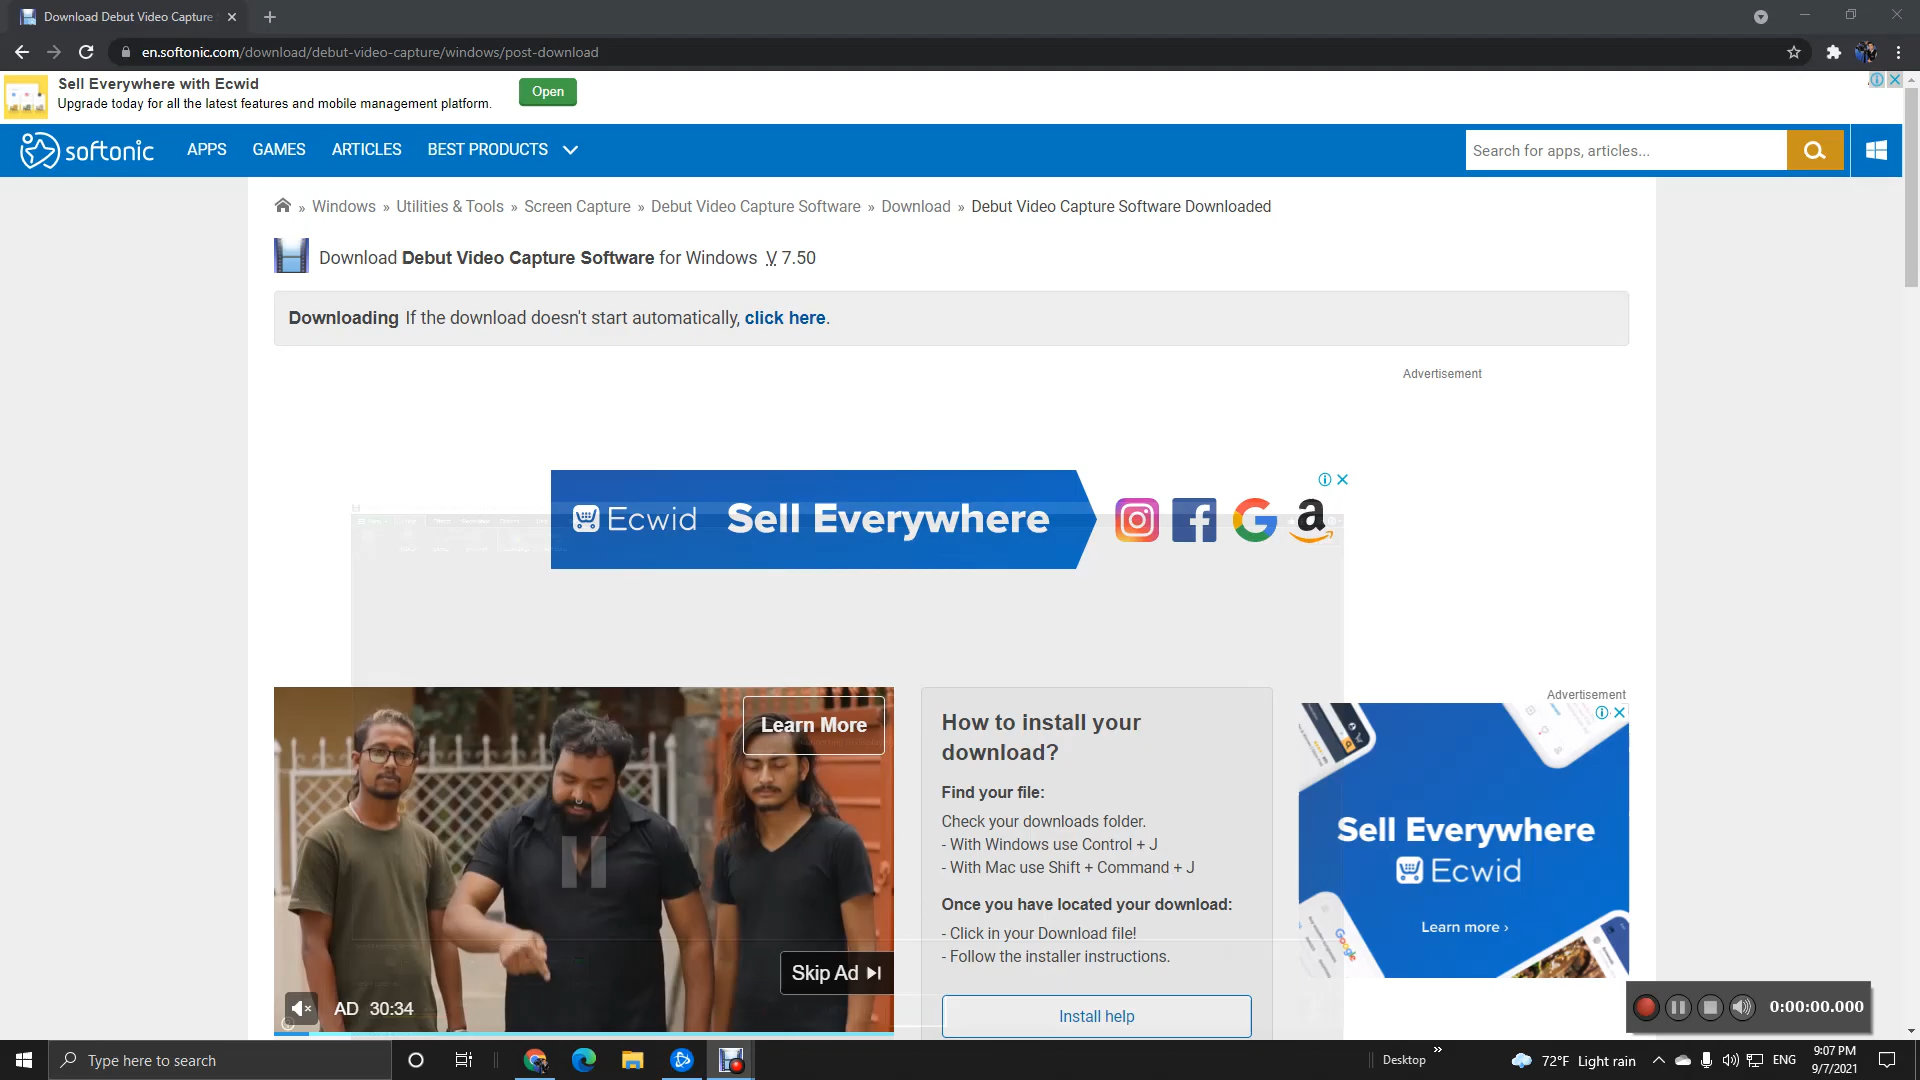 Download Debut Video Capture
en.softonic.com/download/debut-video-capture/windows/post-download
Sell Everywhere with Ecwid
Upgrade today for all the latest features and mobile management platform.
Open
softonic
APPS
GAMES
ARTICLES
BEST PRODUCTS
Search for apps, articles...
» Windows » Utilities & Tools » Screen Capture » Debut Video Capture Software » Download » Debut Video Capture Software Downloaded
Download Debut Video Capture Software for Windows V 7.50
Downloading If the download doesn't start automatically, click here.
Advertisement
Ecwid Sell Everywhere
Learn More
Skip Ad
AD 30:34
How to install your
download?
Find your file:
Check your downloads folder.
- With Windows use Control + J
- With Mac use Shift + Command + J
Once you have located your download:
- Click in your Download file!
- Follow the installer instructions.
Install help
Advertisement
Sell Everywhere
Ecwid
Learn more ›
Google
0:00:00.000
Type here to search
Desktop
72°F Light rain
ENG
9:07 PM
9/7/2021